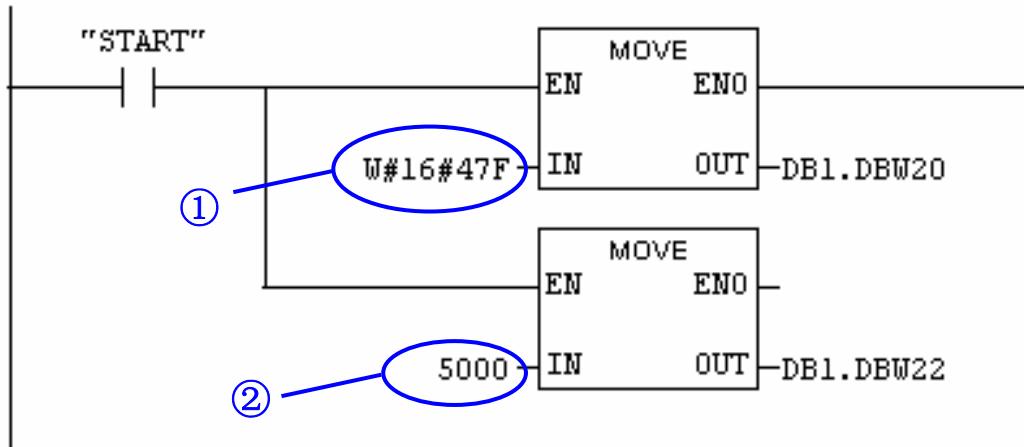 "START"
MOVE
EN ENO
W#16#47F IN OUT DB1.DBW20
①
MOVE
EN ENO
5000 IN OUT DB1.DBW22
②